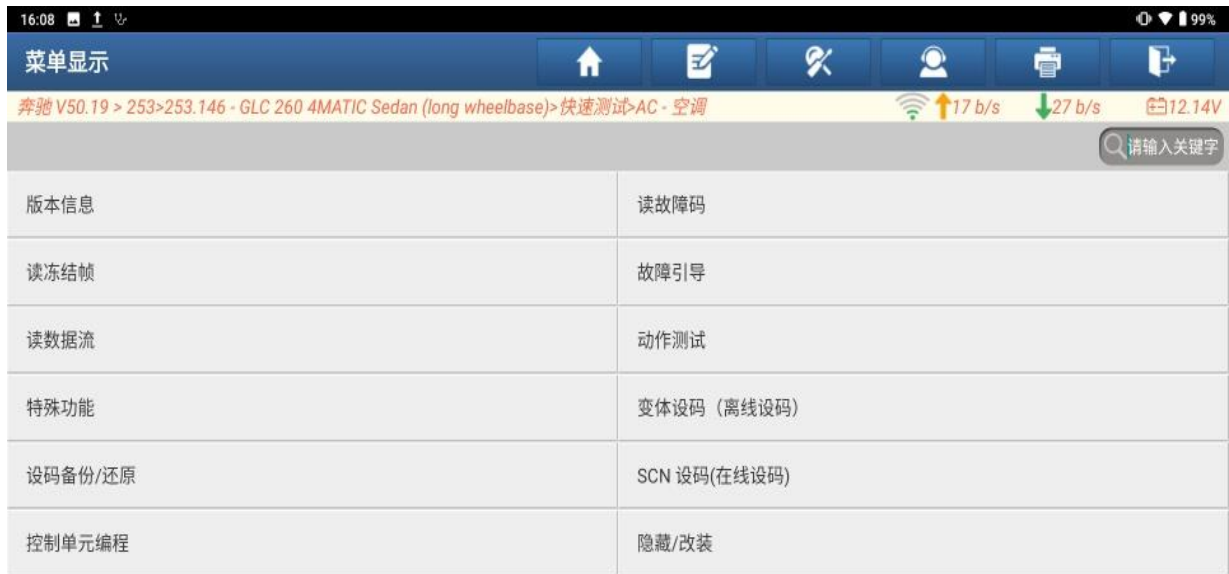 16:08 99%
菜单显示
奔驰 V50.19 > 253>253.146 - GLC 260 4MATIC Sedan (long wheelbase)>快速测试>AC - 空调 17 b/s 27 b/s 12.14V
请输入关键字
版本信息 读故障码
读冻结帧 故障引导
读数据流 动作测试
特殊功能 变体设码（离线设码）
设码备份/还原 SCN 设码(在线设码)
控制单元编程 隐藏/改装